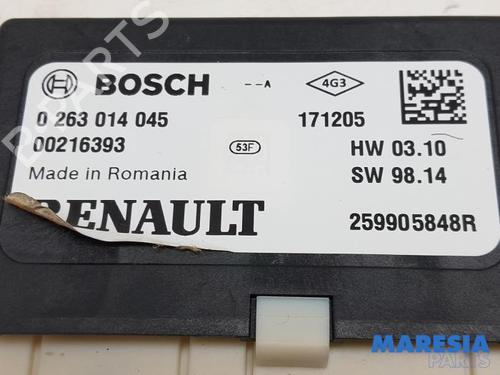 BOSCH --A 4G3
0 263 014 045 171205
00216393 53F HW 03.10
Made in Romania SW 98.14
RENAULT 259905848R
B-PARTS
MARESIA
PARTS